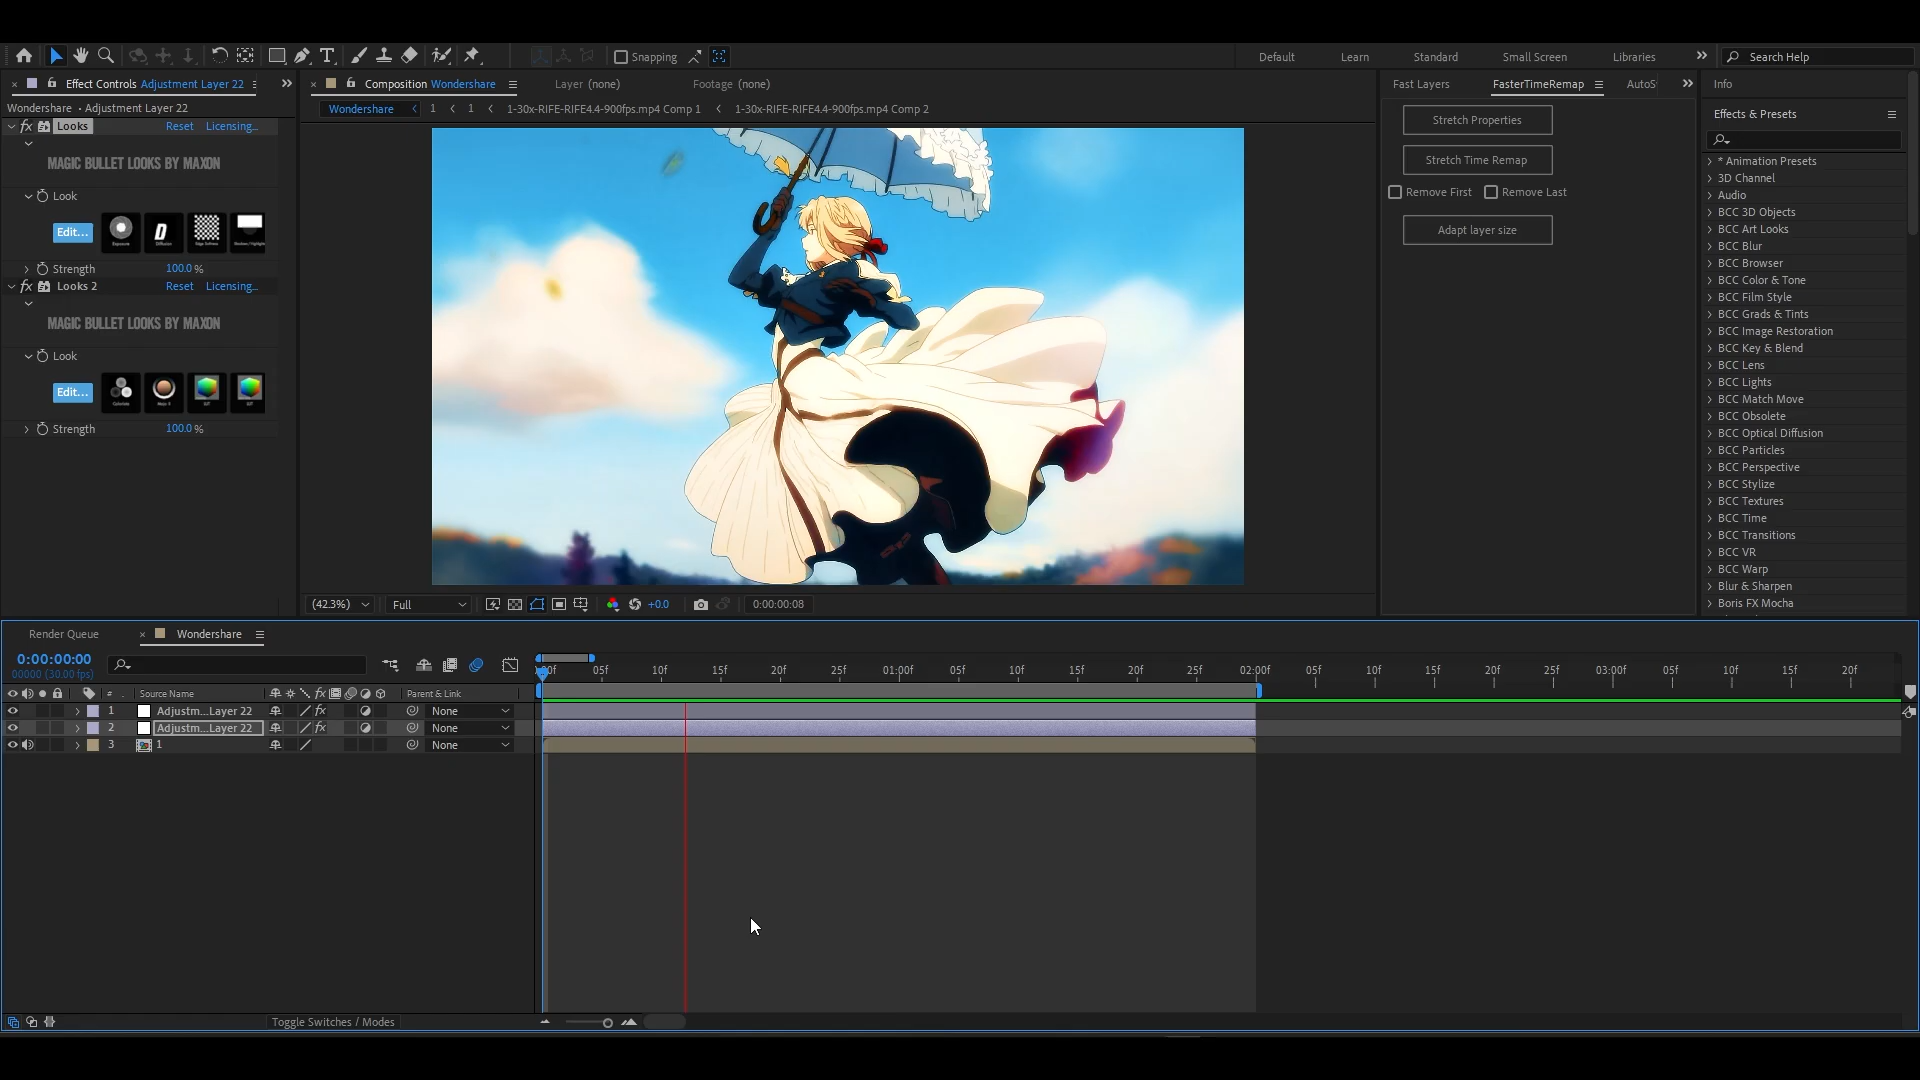 Snapping
Default
Learn
Standard
Small Screen
Libraries
Search Help
Effect Controls Adjustment Layer 22
Composition Wondershare
Layer (none)
Footage (none)
Fast Layers
FasterTimeRemap
Info
Wondershare • Adjustment Layer 22
Wondershare
1
1
1-30x-RIFE-RIFE4.4-900fps.mp4 Comp 1
1-30x-RIFE-RIFE4.4-900fps.mp4 Comp 2
Looks
Reset
Licensing...
MAGIC BULLET LOOKS BY MAXON
Look
Edit...
Strength
100.0 %
Looks 2
Reset
Licensing...
MAGIC BULLET LOOKS BY MAXON
Look
Edit...
Strength
100.0 %
Stretch Properties
Stretch Time Remap
Remove First
Remove Last
Adapt layer size
Effects & Presets
* Animation Presets
3D Channel
Audio
BCC 3D Objects
BCC Art Looks
BCC Blur
BCC Browser
BCC Color & Tone
BCC Film Style
BCC Grads & Tints
BCC Image Restoration
BCC Key & Blend
BCC Lens
BCC Lights
BCC Match Move
BCC Obsolete
BCC Optical Diffusion
BCC Particles
BCC Perspective
BCC Stylize
BCC Textures
BCC Time
BCC Transitions
BCC VR
BCC Warp
Blur & Sharpen
Boris FX Mocha
(42.3%)
Full
+0.0
0:00:00:08
Render Queue
Wondershare
0:00:00:00
00000 (30.00 fps)
05f
10f
15f
20f
25f
01:00f
05f
10f
15f
20f
25f
02:00f
05f
10f
15f
20f
25f
03:00f
05f
10f
15f
20f
# Source Name
Parent & Link
1 Adjustm...Layer 22 None
2 Adjustm...Layer 22 None
3 1 None
Toggle Switches / Modes